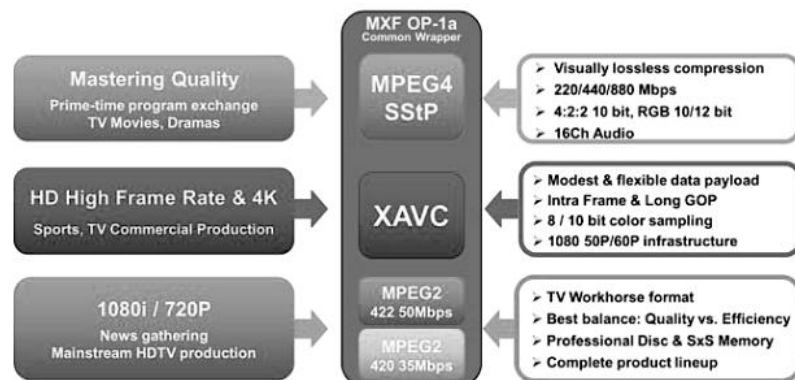 MXF OP-1a
Common Wrapper
Mastering Quality
Prime-time program exchange
TV Movies, Dramas
MPEG4
SStP
➤ Visually lossless compression
➤ 220/440/880 Mbps
➤ 4:2:2 10 bit, RGB 10/12 bit
➤ 16Ch Audio
HD High Frame Rate & 4K
Sports, TV Commercial Production
XAVC
➤ Modest & flexible data payload
➤ Intra Frame & Long GOP
➤ 8 / 10 bit color sampling
➤ 1080 50P/60P infrastructure
1080i / 720P
News gathering
Mainstream HDTV production
MPEG2
422 50Mbps
MPEG2
420 35Mbps
➤ TV Workhorse format
➤ Best balance: Quality vs. Efficiency
➤ Professional Disc & SxS Memory
➤ Complete product lineup